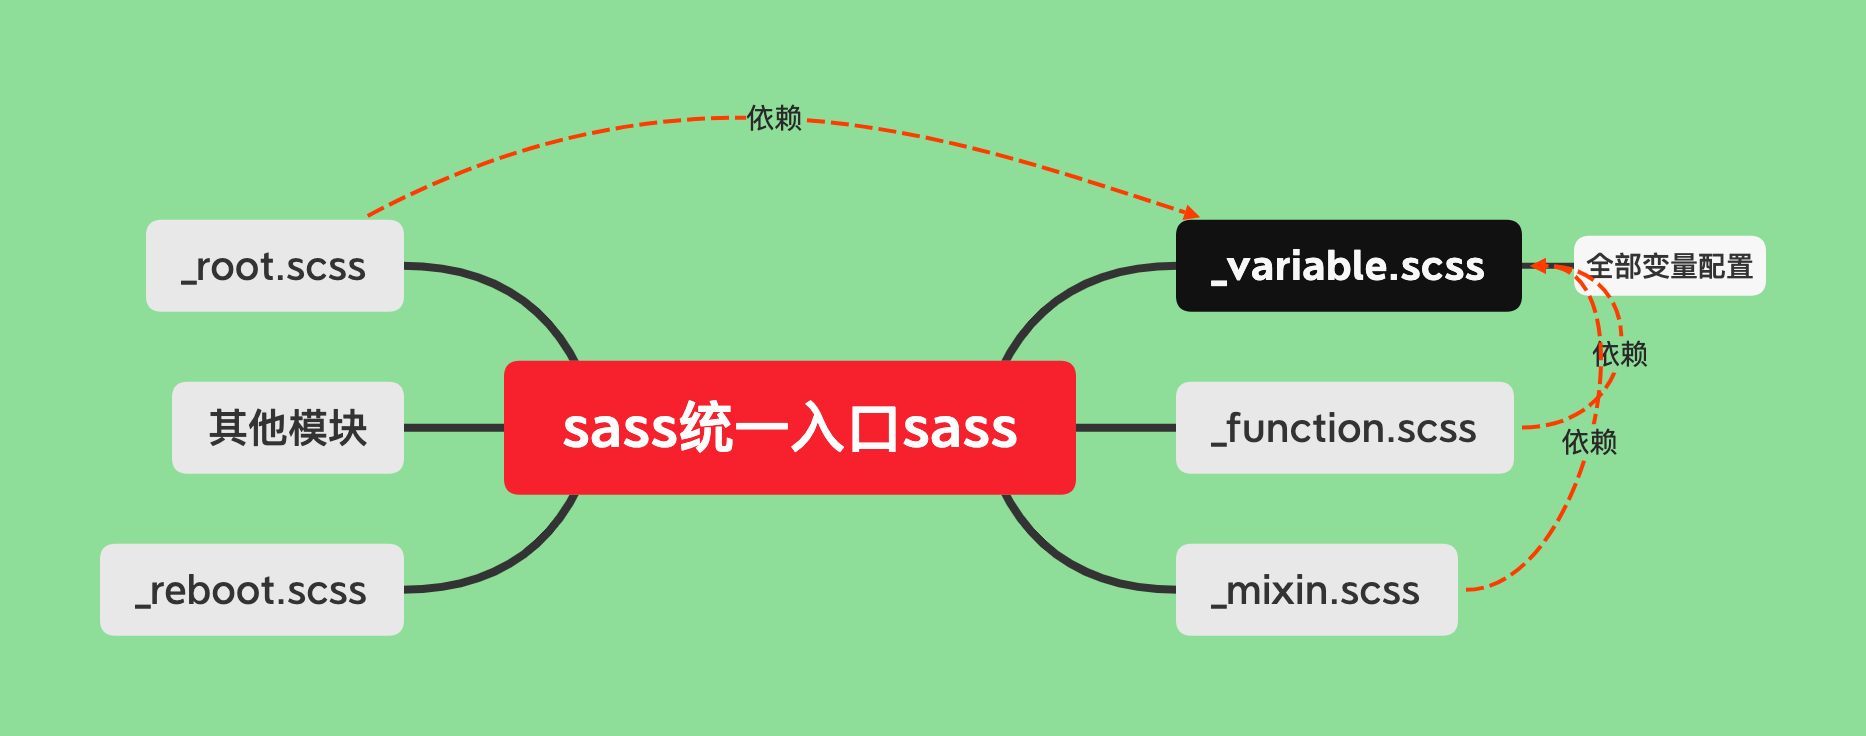 依赖
_root.scss
_variable.scss
全部变量配置
依赖
其他模块
sass统一入口sass
_function.scss
依赖
_reboot.scss
_mixin.scss